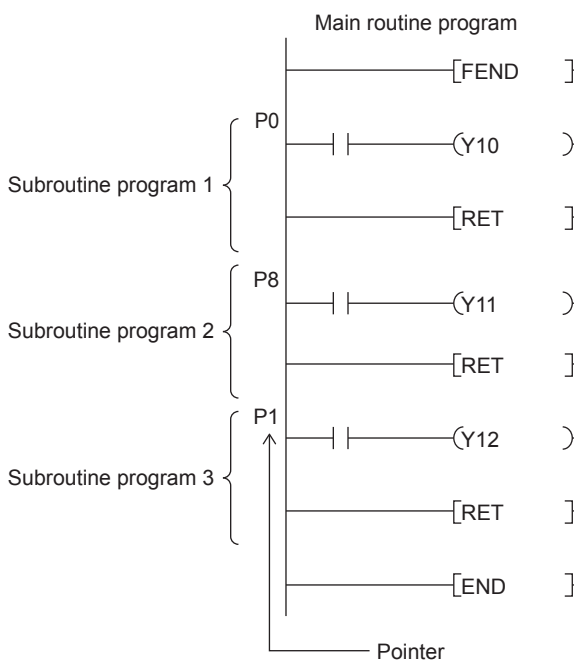 Main routine program
[FEND ]
P0
(Y10 )
Subroutine program 1
[RET ]
P8
(Y11 )
Subroutine program 2
[RET ]
P1
(Y12 )
Subroutine program 3
[RET ]
[END ]
Pointer